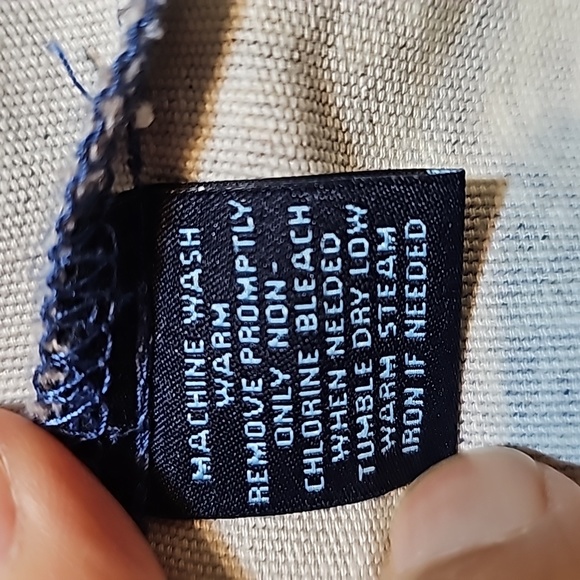 MACHINE WASH
WARM
REMOVE PROMPTLY
ONLY NON-
CHLORINE BLEACH
WHEN NEEDED
TUMBLE DRY LOW
WARM STEAM
IRON IF NEEDED